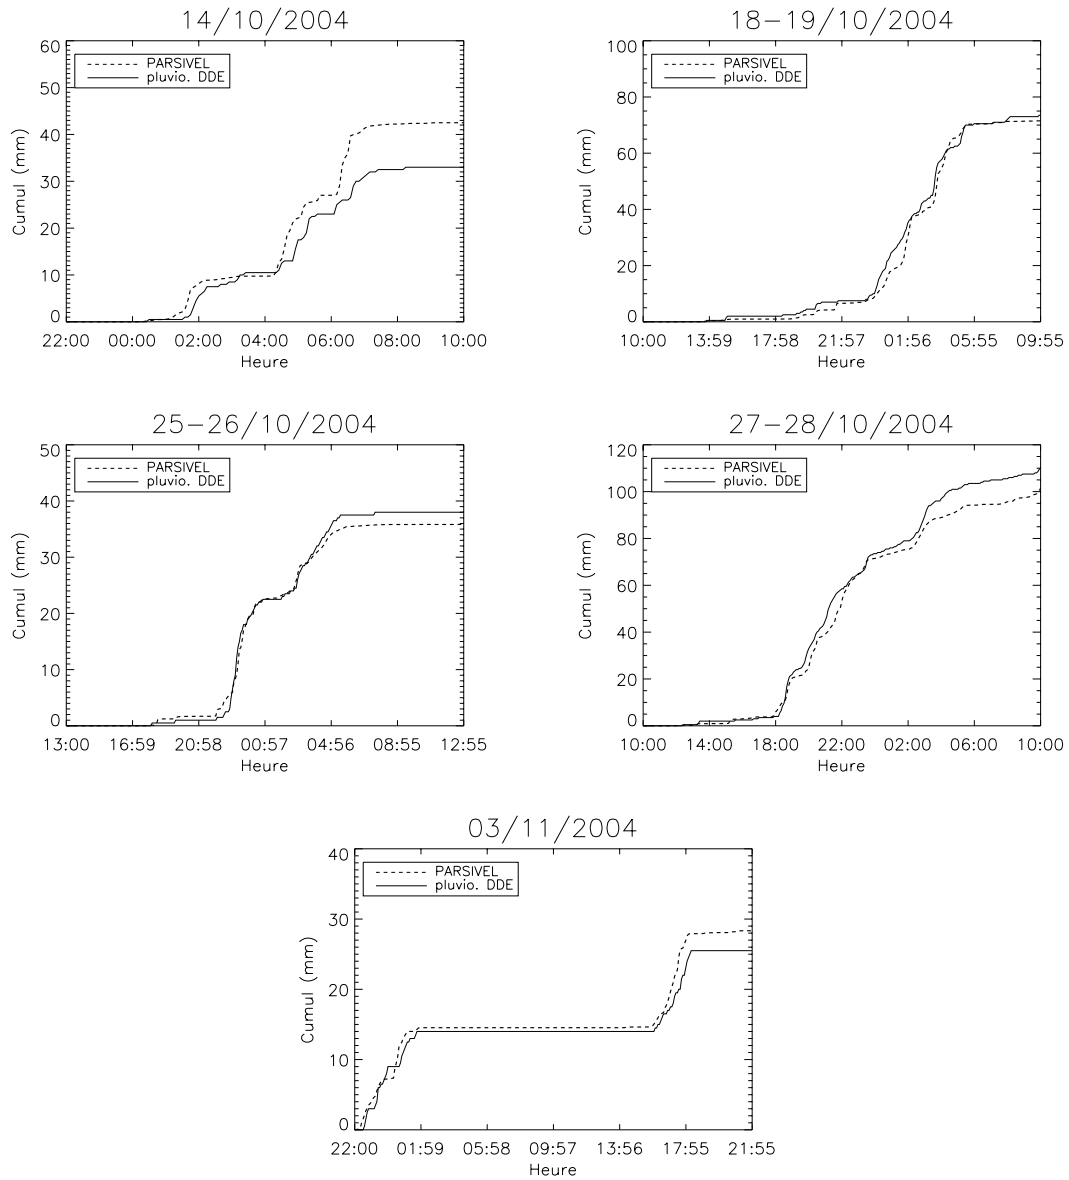 14/10/2004
PARSIVEL
pluvio. DDE
Cumul (mm)
60
50
40
30
20
10
0
22:00 00:00 02:00 04:00 06:00 08:00 10:00
Heure
18-19/10/2004
PARSIVEL
pluvio. DDE
Cumul (mm)
100
80
60
40
20
0
10:00 13:59 17:58 21:57 01:56 05:55 09:55
Heure
25-26/10/2004
PARSIVEL
pluvio. DDE
Cumul (mm)
50
40
30
20
10
0
13:00 16:59 20:58 00:57 04:56 08:55 12:55
Heure
27-28/10/2004
PARSIVEL
pluvio. DDE
Cumul (mm)
120
100
80
60
40
20
0
10:00 14:00 18:00 22:00 02:00 06:00 10:00
Heure
03/11/2004
PARSIVEL
pluvio. DDE
Cumul (mm)
40
30
20
10
0
22:00 01:59 05:58 09:57 13:56 17:55 21:55
Heure